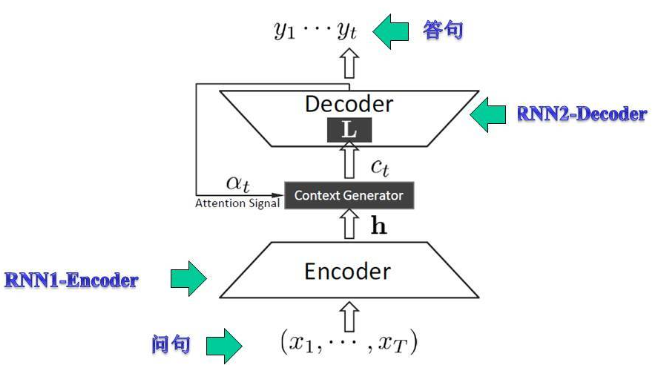 y₁ ⋯ yₜ
答句
Decoder
L
RNN2-Decoder
cₜ
αₜ
Attention Signal
Context Generator
h
RNN1-Encoder
Encoder
问句
(x₁, ⋯ , x_T)